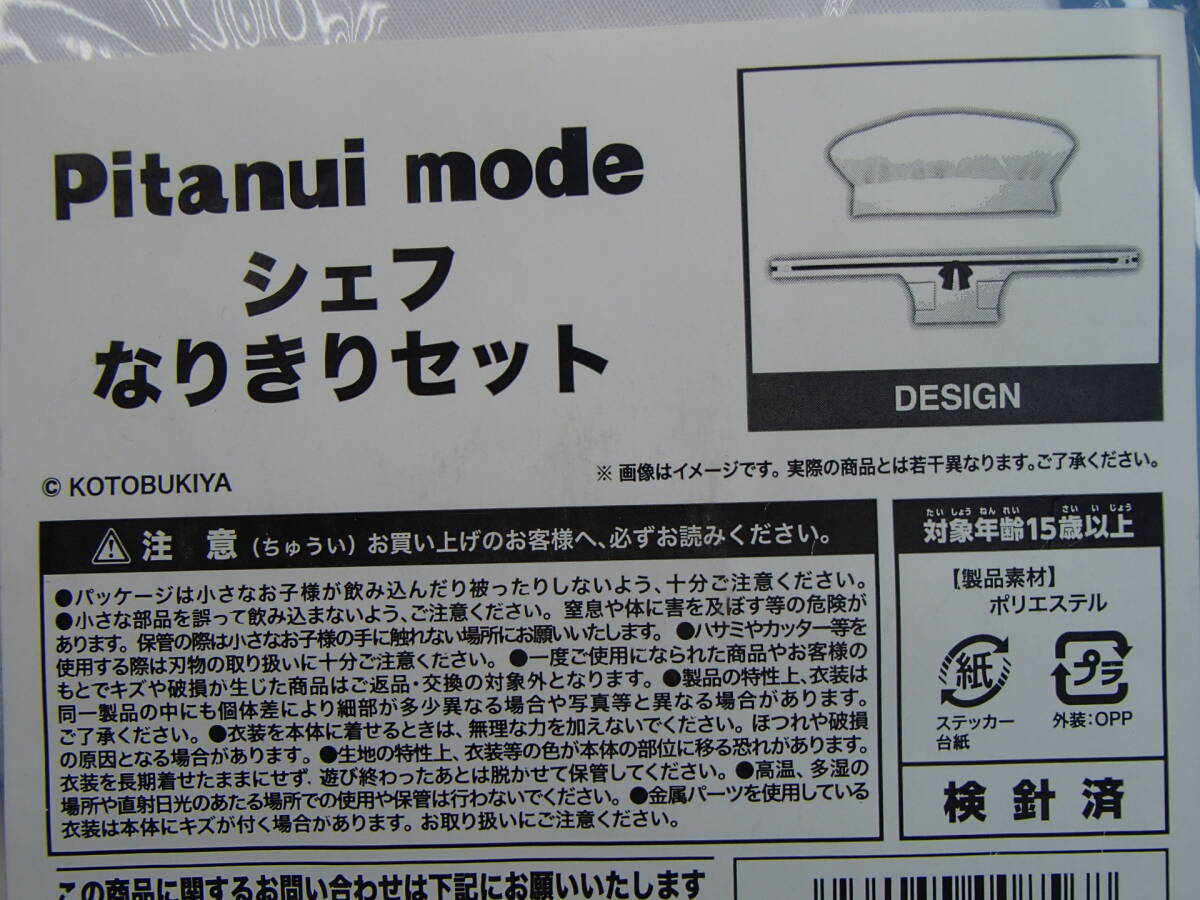 Pitanui mode
シェフ
なりきりセット
DESIGN
© KOTOBUKIYA
※ 画像はイメージです。実際の商品とは若干異なります。ご了承ください。
注 意 (ちゅうい) お買い上げのお客様へ、必ずお読みください。
●パッケージは小さなお子様が飲み込んだり被ったりしないよう、十分ご注意ください。
●小さな部品を誤って飲み込まないよう、ご注意ください。窒息や体に害を及ぼす等の危険が
あります。保管の際は小さなお子様の手に触れない場所にお願いいたします。●ハサミやカッター等を
使用する際は刃物の取り扱いに十分ご注意ください。●一度ご使用になられた商品やお客様の
もとでキズや破損が生じた商品はご返品・交換の対象外となります。●製品の特性上、衣装は
同一製品の中にも個体差により細部が多少異なる場合や写真等と異なる場合があります。
ご了承ください。●衣装を本体に着せるときは、無理な力を加えないでください。ほつれや破損
の原因となる場合があります。●生地の特性上、衣装等の色が本体の部位に移る恐れがあります。
衣装を長期着せたままにせず、遊び終わったあとは脱がせて保管してください。●高温、多湿の
場所や直射日光のあたる場所での使用や保管は行わないでください。●金属パーツを使用している
衣装は本体にキズが付く場合があります。お取り扱いにご注意ください。
たいしょうねんれい さいいじょう
対象年齢15歳以上
【製品素材】
ポリエステル
紙 プラ
ステッカー 外装:OPP
台紙
検針済
この商品に関するお問い合わせは下記にお願いいたします